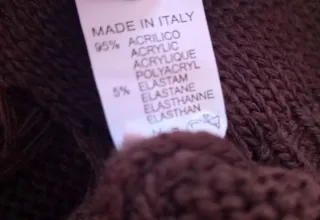 MADE IN ITALY
95% ACRILICO
ACRYLIC
ACRYLIQUE
POLYACRYL
5% ELASTAM
ELASTANE
ELASTHANNE
ELASTHAN